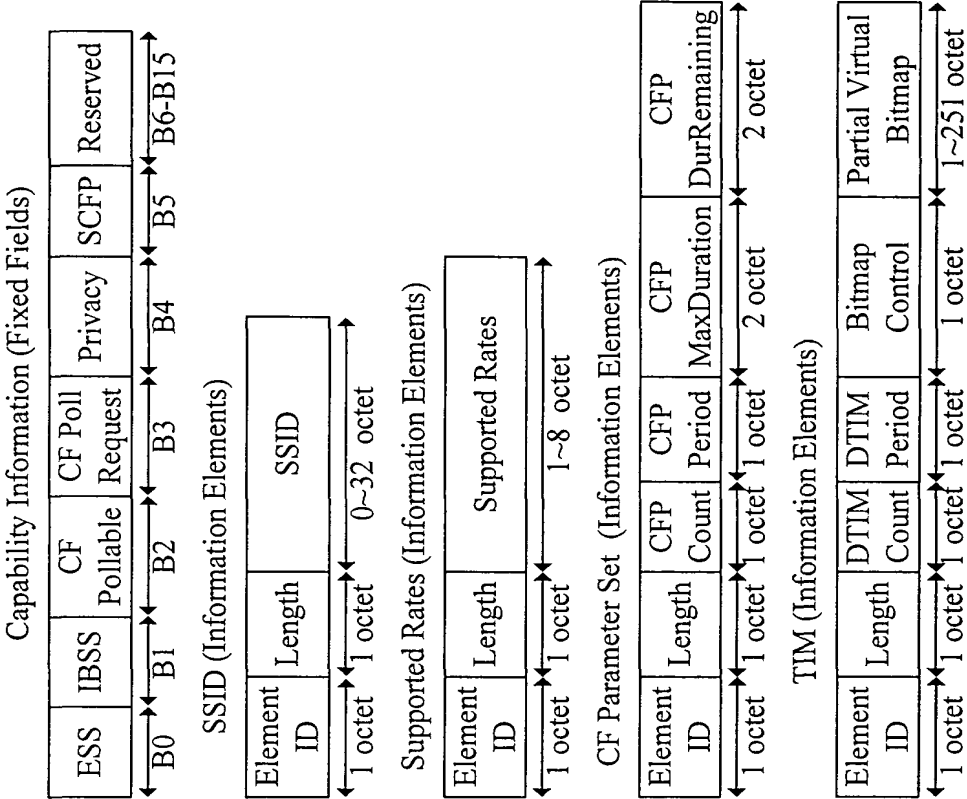 Capability Information (Fixed Fields)
ESS
IBSS
CF Pollable
CF Poll Request
Privacy
SCFP
Reserved
B0
B1
B2
B3
B4
B5
B6-B15
SSID (Information Elements)
Element ID
Length
SSID
1 octet
1 octet
0~32 octet
Supported Rates (Information Elements)
Element ID
Length
Supported Rates
1 octet
1 octet
1~8 octet
CF Parameter Set (Information Elements)
Element ID
Length
CFP Count
CFP Period
CFP MaxDuration
CFP DurRemaining
1 octet
1 octet
1 octet
1 octet
2 octet
2 octet
TIM (Information Elements)
Element ID
Length
DTIM Count
DTIM Period
Bitmap Control
Partial Virtual Bitmap
1 octet
1 octet
1 octet
1 octet
1 octet
1~251 octet